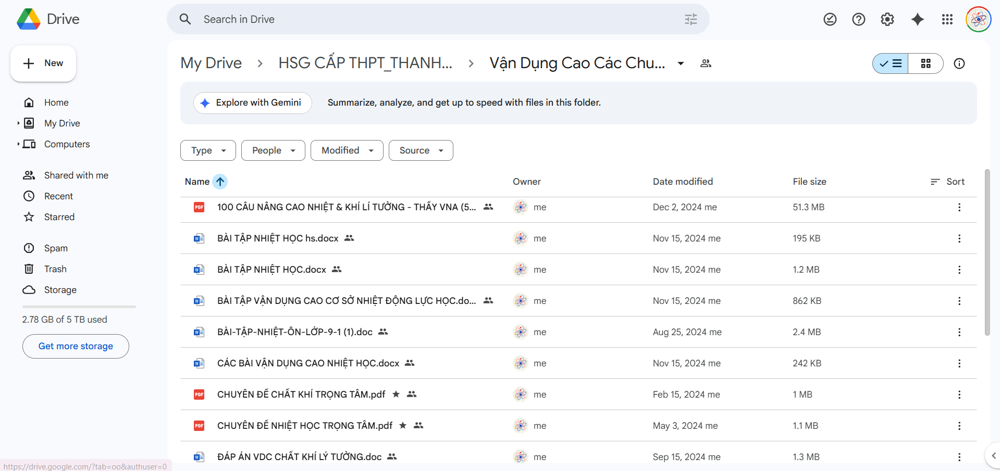 Drive
Search in Drive
New
My Drive
HSG CẤP THPT_THANH...
Vận Dụng Cao Các Chu...
Explore with Gemini
Summarize, analyze, and get up to speed with files in this folder.
Home
My Drive
Computers
Shared with me
Recent
Starred
Spam
Trash
Storage
2.78 GB of 5 TB used
Get more storage
Type
People
Modified
Source
Name Owner Date modified File size Sort
PDF 100 CÂU NÂNG CAO NHIỆT & KHÍ LÍ TƯỞNG - THẦY VNA (5... me Dec 2, 2024 me 51.3 MB
W BÀI TẬP NHIỆT HỌC hs.docx me Nov 15, 2024 me 195 KB
W BÀI TẬP NHIỆT HỌC.docx me Nov 15, 2024 me 1.2 MB
W BÀI TẬP VẬN DỤNG CAO CƠ SỞ NHIỆT ĐỘNG LỰC HỌC.do... me Nov 15, 2024 me 862 KB
W BÀI-TẬP-NHIỆT-ÔN-LỚP-9-1 (1).doc me Aug 25, 2024 me 2.4 MB
W CÁC BÀI VẬN DỤNG CAO NHIỆT HỌC.docx me Nov 15, 2024 me 242 KB
PDF CHUYÊN ĐỀ CHẤT KHÍ TRỌNG TÂM.pdf me Feb 15, 2024 me 1 MB
PDF CHUYÊN ĐỀ NHIỆT HỌC TRỌNG TÂM.pdf me May 3, 2024 me 1.1 MB
W ĐÁP ÁN VDC CHẤT KHÍ LÝ TƯỞNG.doc me Sep 15, 2024 me 1.3 MB
https://drive.google.com/?tab=oo&authuser=0